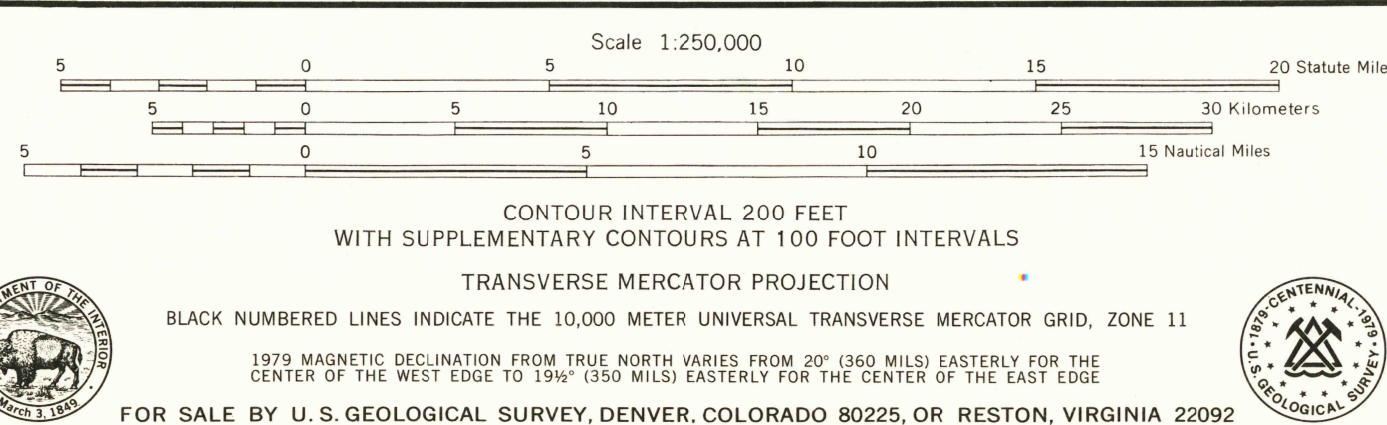 Scale 1:250,000
5 0 5 10 15 20 Statute Mile
5 0 5 10 15 20 25 30 Kilometers
5 0 5 10 15 Nautical Miles
CONTOUR INTERVAL 200 FEET
WITH SUPPLEMENTARY CONTOURS AT 100 FOOT INTERVALS
TRANSVERSE MERCATOR PROJECTION
BLACK NUMBERED LINES INDICATE THE 10,000 METER UNIVERSAL TRANSVERSE MERCATOR GRID, ZONE 11
1979 MAGNETIC DECLINATION FROM TRUE NORTH VARIES FROM 20° (360 MILS) EASTERLY FOR THE
CENTER OF THE WEST EDGE TO 19½° (350 MILS) EASTERLY FOR THE CENTER OF THE EAST EDGE
FOR SALE BY U.S. GEOLOGICAL SURVEY, DENVER, COLORADO 80225, OR RESTON, VIRGINIA 22092
MENT OF THE INTERIOR
March 3, 1849
1879·CENTENNIAL·1979
U.S. GEOLOGICAL SURVEY